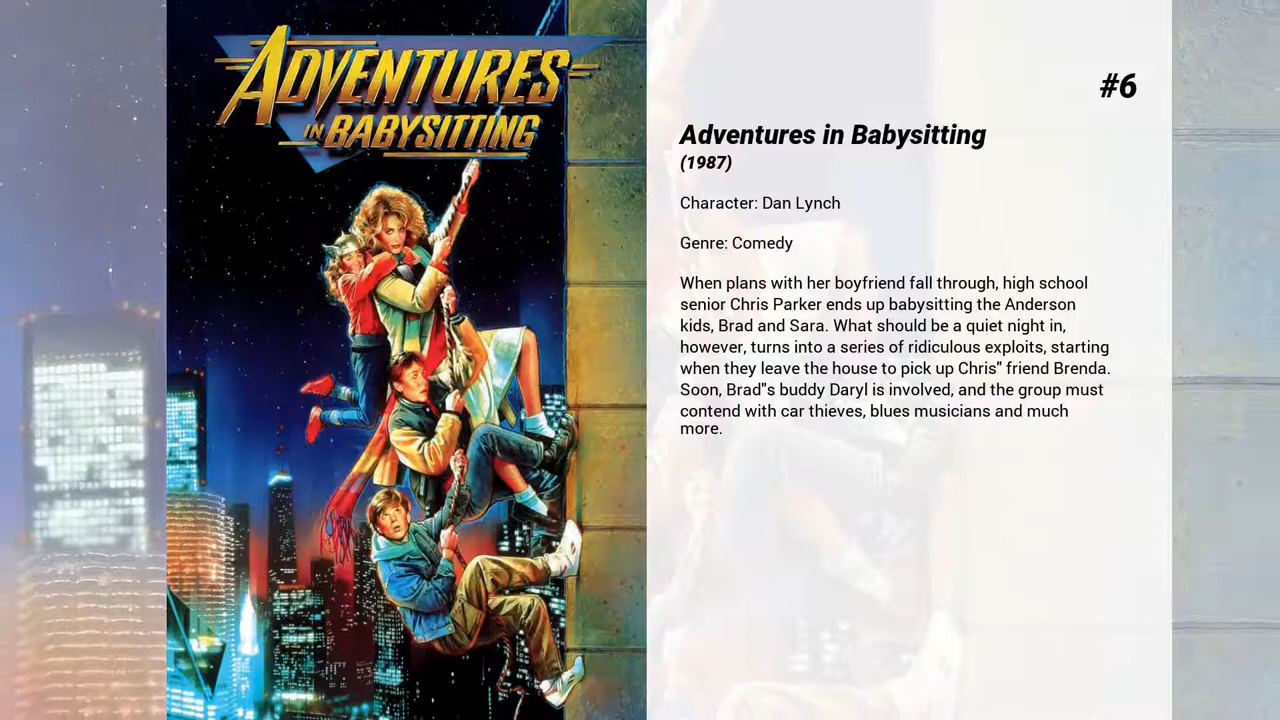 ADVENTURES
IN BABYSITTING
#6
Adventures in Babysitting
(1987)
Character: Dan Lynch
Genre: Comedy
When plans with her boyfriend fall through, high school
senior Chris Parker ends up babysitting the Anderson
kids, Brad and Sara. What should be a quiet night in,
however, turns into a series of ridiculous exploits, starting
when they leave the house to pick up Chris" friend Brenda.
Soon, Brad"s buddy Daryl is involved, and the group must
contend with car thieves, blues musicians and much
more.